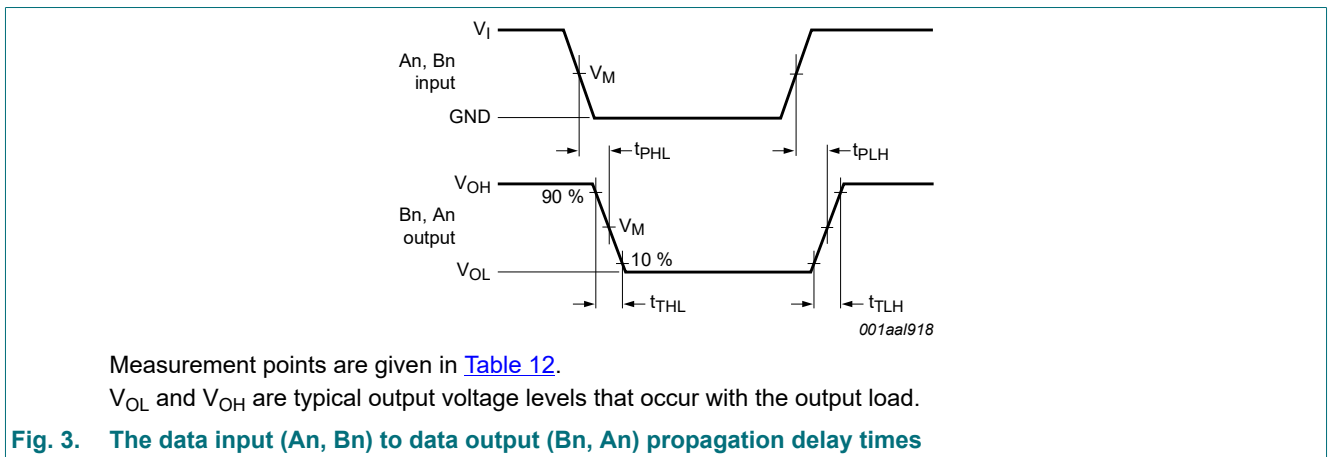 VI
An, Bn
input
VM
GND
tPHL
tPLH
VOH
90 %
Bn, An
output
VM
10 %
VOL
tTHL
tTLH
001aal918
Measurement points are given in Table 12.
VOL and VOH are typical output voltage levels that occur with the output load.
Fig. 3. The data input (An, Bn) to data output (Bn, An) propagation delay times